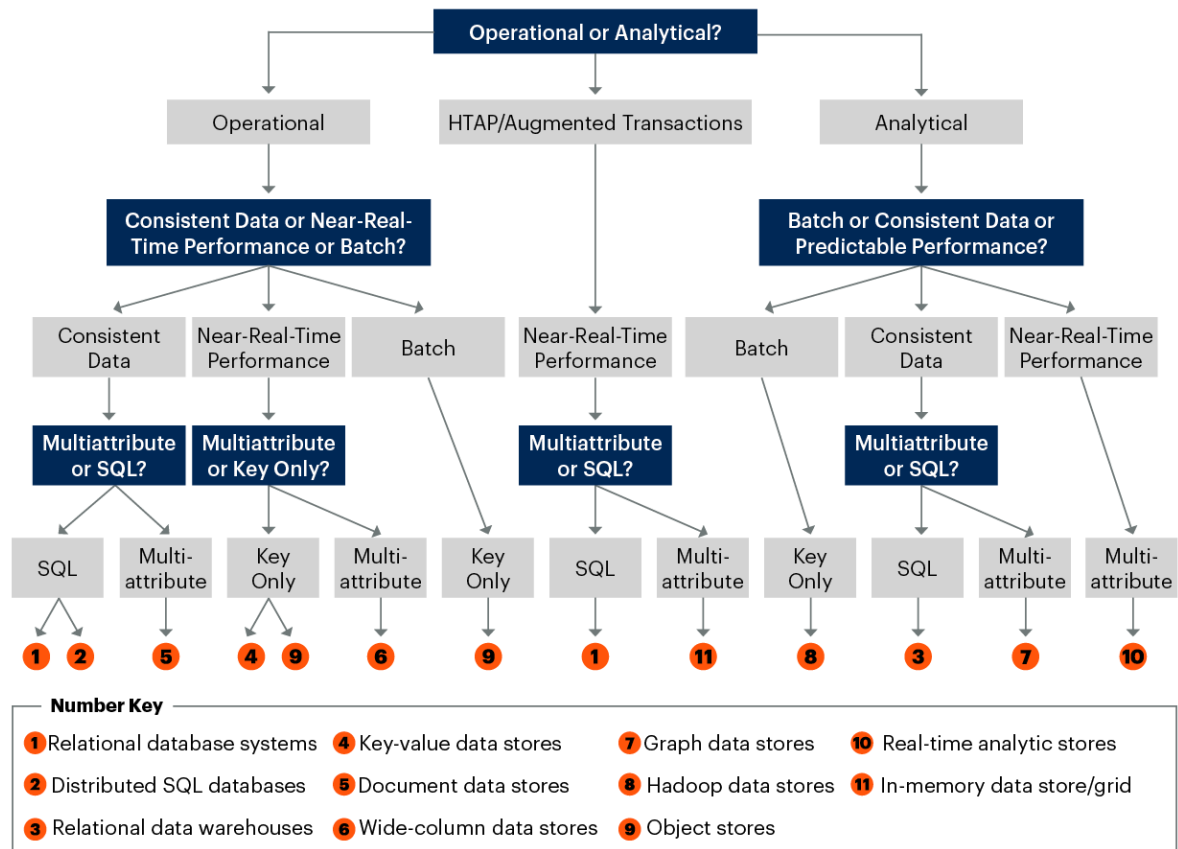 Operational or Analytical?
Operational
HTAP/Augmented Transactions
Analytical
Consistent Data or Near-Real-
Time Performance or Batch?
Batch or Consistent Data or
Predictable Performance?
Consistent
Data
Near-Real-Time
Performance
Batch
Near-Real-Time
Performance
Batch
Consistent
Data
Near-Real-Time
Performance
Multiattribute
or SQL?
Multiattribute
or Key Only?
Multiattribute
or SQL?
Multiattribute
or SQL?
SQL
Multi-
attribute
Key
Only
Multi-
attribute
Key
Only
SQL
Multi-
attribute
Key
Only
SQL
Multi-
attribute
Multi-
attribute
1 2 5 4 9 6 9 1 11 8 3 7 10
Number Key
1 Relational database systems
2 Distributed SQL databases
3 Relational data warehouses
4 Key-value data stores
5 Document data stores
6 Wide-column data stores
7 Graph data stores
8 Hadoop data stores
9 Object stores
10 Real-time analytic stores
11 In-memory data store/grid